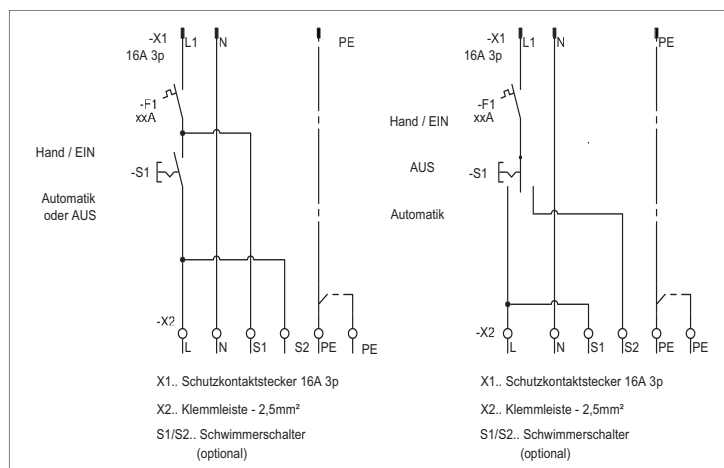 -X1 L1 N PE
16A 3p
-F1
xxA
Hand / EIN
-S1
Automatik
oder AUS
-X2
L N S1 S2 PE PE
X1.. Schutzkontaktstecker 16A 3p
X2.. Klemmleiste - 2,5mm²
S1/S2.. Schwimmerschalter
(optional)
-X1 L1 N PE
16A 3p
-F1
xxA
Hand / EIN
AUS
-S1
Automatik
-X2
L N S1 S2 PE PE
X1.. Schutzkontaktstecker 16A 3p
X2.. Klemmleiste - 2,5mm²
S1/S2.. Schwimmerschalter
(optional)